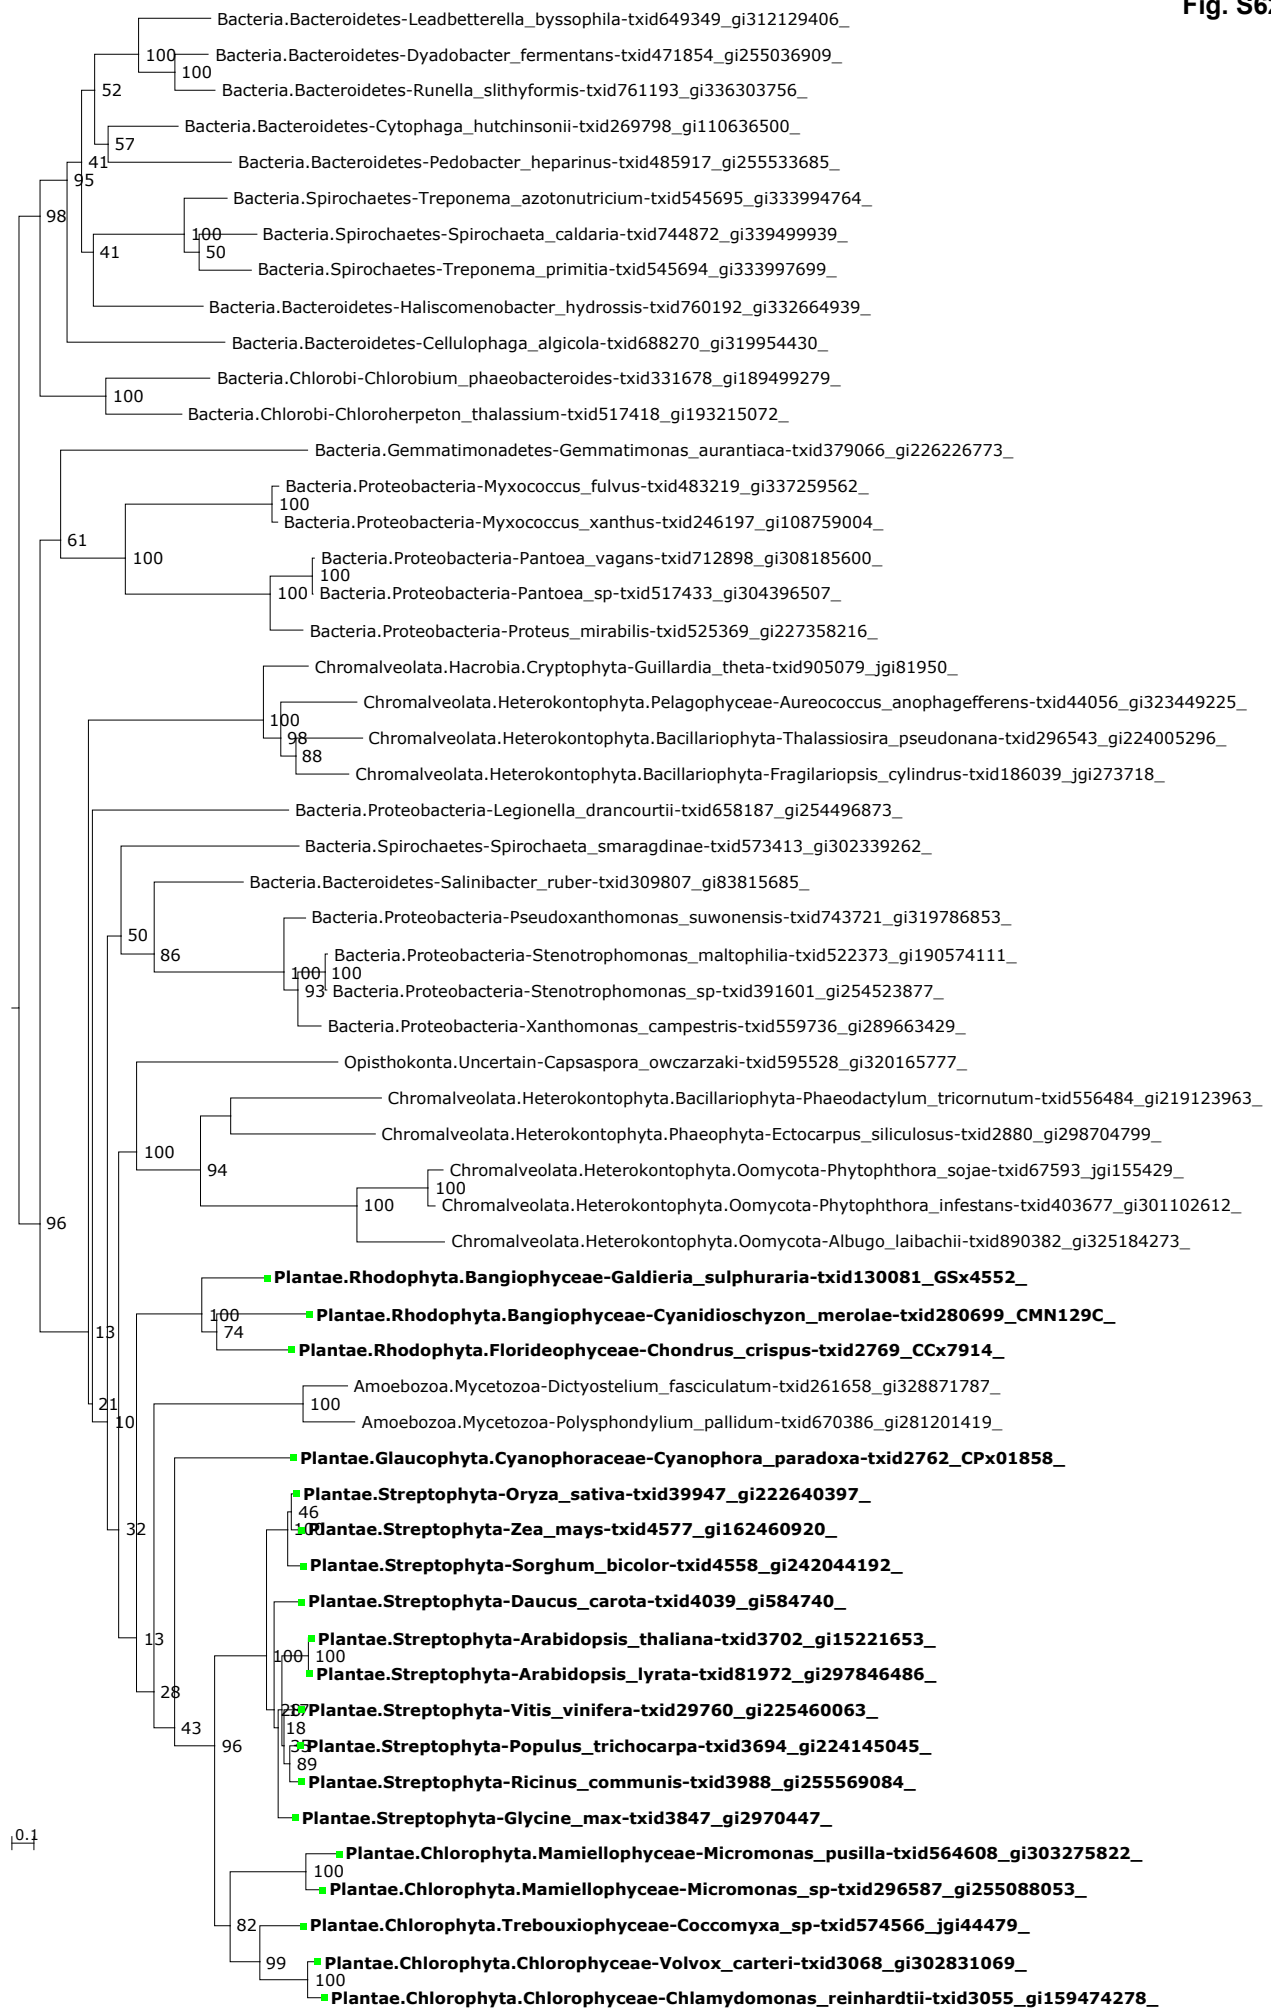 Fig. S6
Bacteria.Bacteroidetes-Leadbetterella_byssophila-txid649349_gi312129406_
100
Bacteria.Bacteroidetes-Dyadobacter_fermentans-txid471854_gi255036909_
100
Bacteria.Bacteroidetes-Runella_slithyformis-txid761193_gi336303756_
52
Bacteria.Bacteroidetes-Cytophaga_hutchinsonii-txid269798_gi110636500_
57
Bacteria.Bacteroidetes-Pedobacter_heparinus-txid485917_gi255533685_
41
95
Bacteria.Spirochaetes-Treponema_azotonutricium-txid545695_gi333994764_
98
100
Bacteria.Spirochaetes-Spirochaeta_caldaria-txid744872_gi339499939_
41
50
Bacteria.Spirochaetes-Treponema_primitia-txid545694_gi333997699_
Bacteria.Bacteroidetes-Haliscomenobacter_hydrossis-txid760192_gi332664939_
Bacteria.Bacteroidetes-Cellulophaga_algicola-txid688270_gi319954430_
Bacteria.Chlorobi-Chlorobium_phaeobacteroides-txid331678_gi189499279_
100
Bacteria.Chlorobi-Chloroherpeton_thalassium-txid517418_gi193215072_
Bacteria.Gemmatimonadetes-Gemmatimonas_aurantiaca-txid379066_gi226226773_
Bacteria.Proteobacteria-Myxococcus_fulvus-txid483219_gi337259562_
100
Bacteria.Proteobacteria-Myxococcus_xanthus-txid246197_gi108759004_
61
100
Bacteria.Proteobacteria-Pantoea_vagans-txid712898_gi308185600_
100
100
Bacteria.Proteobacteria-Pantoea_sp-txid517433_gi304396507_
Bacteria.Proteobacteria-Proteus_mirabilis-txid525369_gi227358216_
Chromalveolata.Hacrobia.Cryptophyta-Guillardia_theta-txid905079_jgi81950_
Chromalveolata.Heterokontophyta.Pelagophyceae-Aureococcus_anophagefferens-txid44056_gi323449225_
100
98
Chromalveolata.Heterokontophyta.Bacillariophyta-Thalassiosira_pseudonana-txid296543_gi224005296_
88
Chromalveolata.Heterokontophyta.Bacillariophyta-Fragilariopsis_cylindrus-txid186039_jgi273718_
Bacteria.Proteobacteria-Legionella_drancourtii-txid658187_gi254496873_
Bacteria.Spirochaetes-Spirochaeta_smaragdinae-txid573413_gi302339262_
Bacteria.Bacteroidetes-Salinibacter_ruber-txid309807_gi83815685_
Bacteria.Proteobacteria-Pseudoxanthomonas_suwonensis-txid743721_gi319786853_
50
86
Bacteria.Proteobacteria-Stenotrophomonas_maltophilia-txid522373_gi190574111_
100
100
93
Bacteria.Proteobacteria-Stenotrophomonas_sp-txid391601_gi254523877_
Bacteria.Proteobacteria-Xanthomonas_campestris-txid559736_gi289663429_
Opisthokonta.Uncertain-Capsaspora_owczarzaki-txid595528_gi320165777_
Chromalveolata.Heterokontophyta.Bacillariophyta-Phaeodactylum_tricornutum-txid556484_gi219123963_
Chromalveolata.Heterokontophyta.Phaeophyta-Ectocarpus_siliculosus-txid2880_gi298704799_
100
94
Chromalveolata.Heterokontophyta.Oomycota-Phytophthora_sojae-txid67593_jgi155429_
100
100
Chromalveolata.Heterokontophyta.Oomycota-Phytophthora_infestans-txid403677_gi301102612_
96
Chromalveolata.Heterokontophyta.Oomycota-Albugo_laibachii-txid890382_gi325184273_
Plantae.Rhodophyta.Bangiophyceae-Galdieria_sulphuraria-txid130081_GSx4552_
100
Plantae.Rhodophyta.Bangiophyceae-Cyanidioschyzon_merolae-txid280699_CMN129C_
13
74
Plantae.Rhodophyta.Florideophyceae-Chondrus_crispus-txid2769_CCx7914_
Amoebozoa.Mycetozoa-Dictyostelium_fasciculatum-txid261658_gi328871787_
21
100
10
Amoebozoa.Mycetozoa-Polysphondylium_pallidum-txid670386_gi281201419_
Plantae.Glaucophyta.Cyanophoraceae-Cyanophora_paradoxa-txid2762_CPx01858_
Plantae.Streptophyta-Oryza_sativa-txid39947_gi222640397_
46
32
Plantae.Streptophyta-Zea_mays-txid4577_gi162460920_
Plantae.Streptophyta-Sorghum_bicolor-txid4558_gi242044192_
Plantae.Streptophyta-Daucus_carota-txid4039_gi584740_
13
Plantae.Streptophyta-Arabidopsis_thaliana-txid3702_gi15221653_
100
100
Plantae.Streptophyta-Arabidopsis_lyrata-txid81972_gi297846486_
28
Plantae.Streptophyta-Vitis_vinifera-txid29760_gi225460063_
43
18
96
Plantae.Streptophyta-Populus_trichocarpa-txid3694_gi224145045_
89
Plantae.Streptophyta-Ricinus_communis-txid3988_gi255569084_
Plantae.Streptophyta-Glycine_max-txid3847_gi2970447_
0.1
Plantae.Chlorophyta.Mamiellophyceae-Micromonas_pusilla-txid564608_gi303275822_
100
Plantae.Chlorophyta.Mamiellophyceae-Micromonas_sp-txid296587_gi255088053_
82
Plantae.Chlorophyta.Trebouxiophyceae-Coccomyxa_sp-txid574566_jgi44479_
99
Plantae.Chlorophyta.Chlorophyceae-Volvox_carteri-txid3068_gi302831069_
100
Plantae.Chlorophyta.Chlorophyceae-Chlamydomonas_reinhardtii-txid3055_gi159474278_